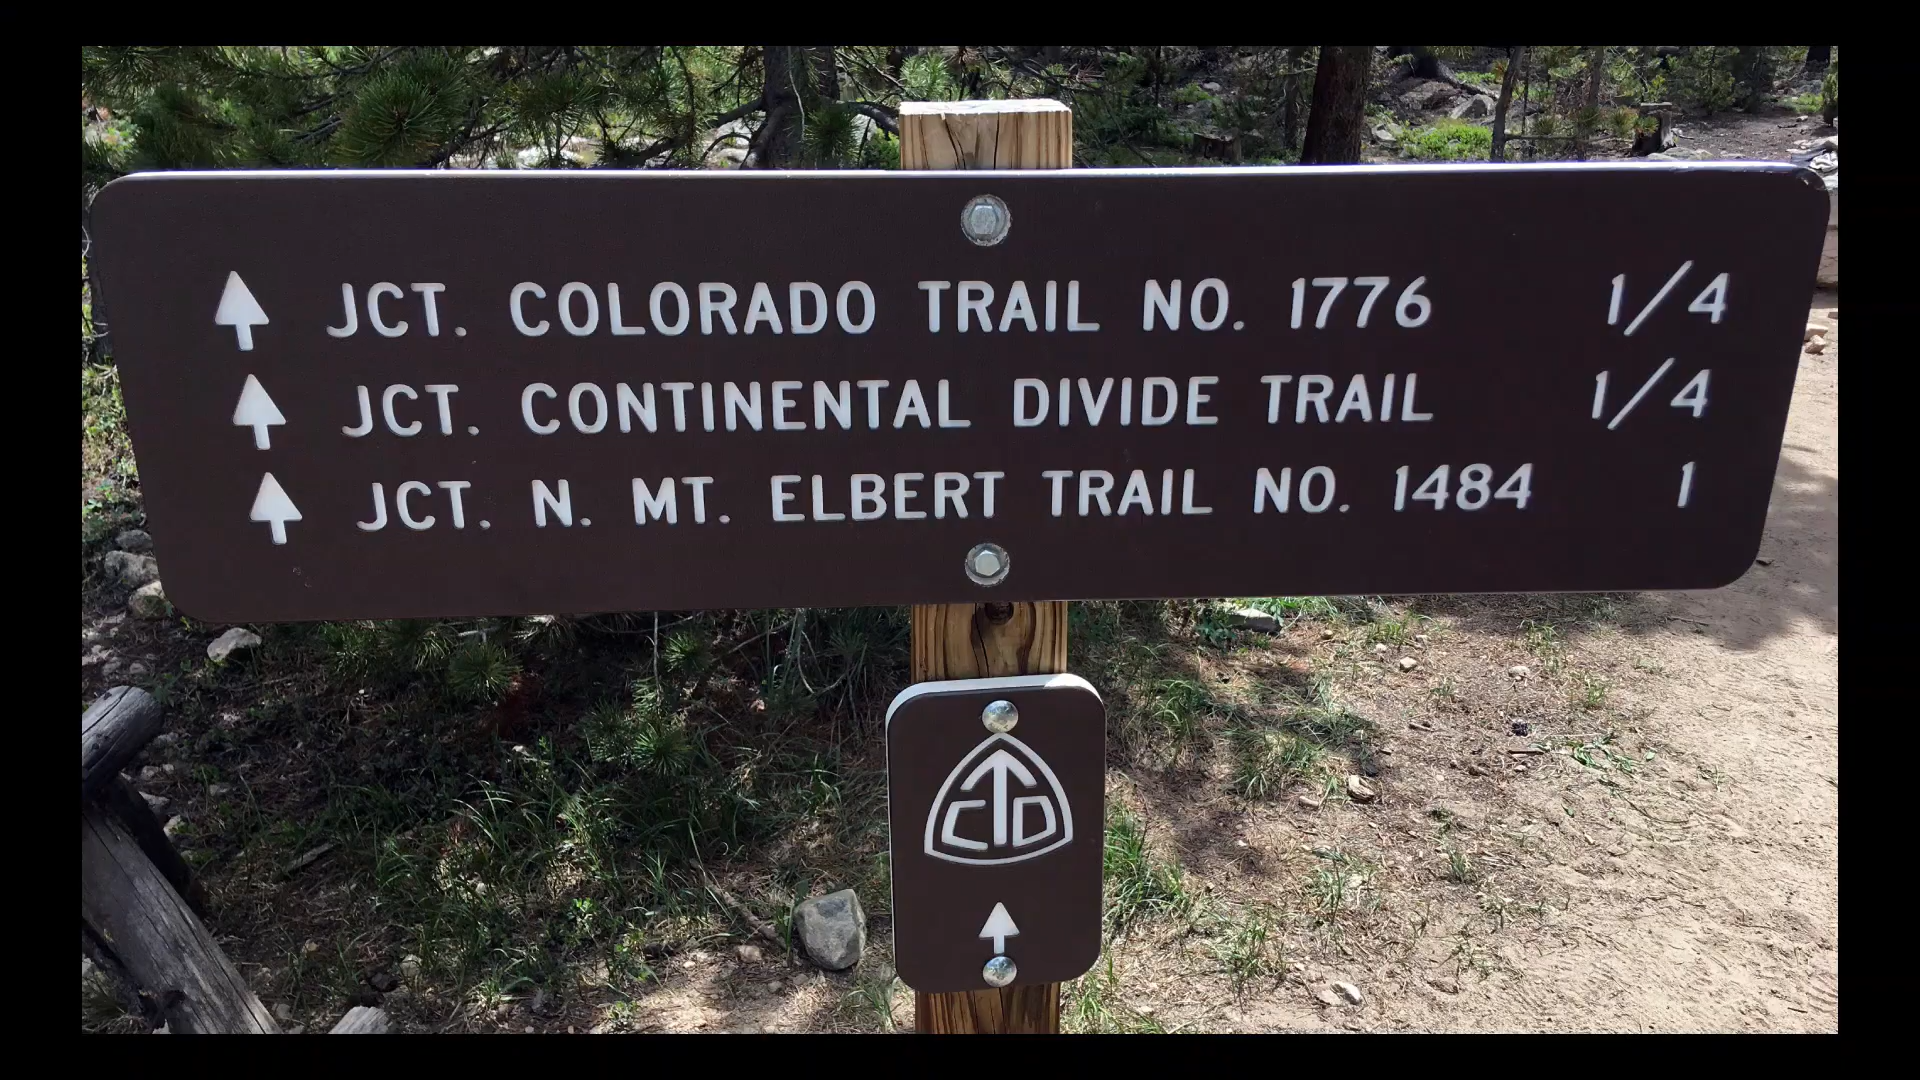 JCT. COLORADO TRAIL NO. 1776 1/4
JCT. CONTINENTAL DIVIDE TRAIL 1/4
JCT. N. MT. ELBERT TRAIL NO. 1484 1
CDT